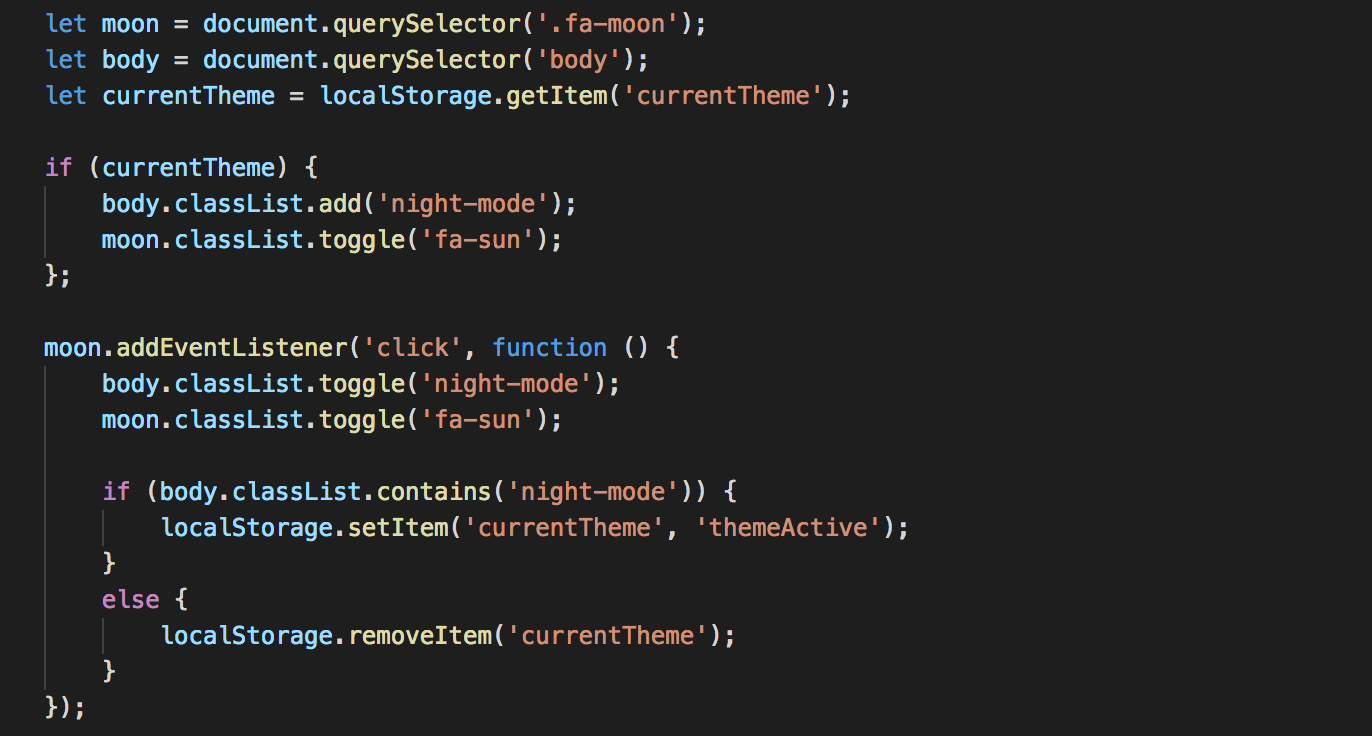 let moon = document.querySelector('.fa-moon');
let body = document.querySelector('body');
let currentTheme = localStorage.getItem('currentTheme');

if (currentTheme) {
    body.classList.add('night-mode');
    moon.classList.toggle('fa-sun');
};

moon.addEventListener('click', function () {
    body.classList.toggle('night-mode');
    moon.classList.toggle('fa-sun');

    if (body.classList.contains('night-mode')) {
        localStorage.setItem('currentTheme', 'themeActive');
    }
    else {
        localStorage.removeItem('currentTheme');
    }
});